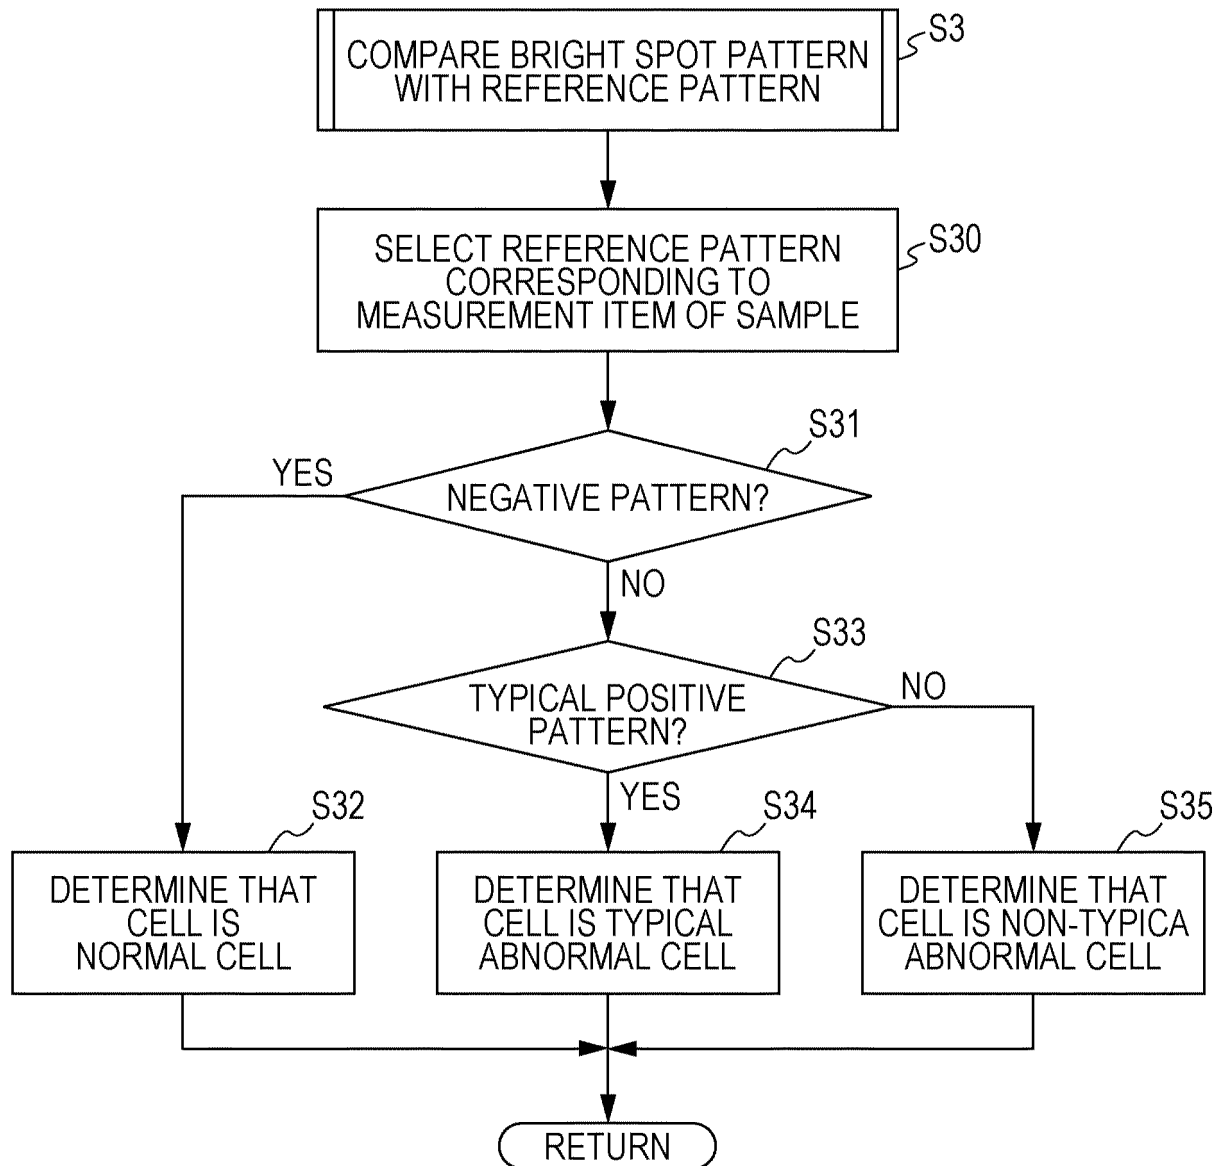 S3
COMPARE BRIGHT SPOT PATTERN
WITH REFERENCE PATTERN
S30
SELECT REFERENCE PATTERN
CORRESPONDING TO
MEASUREMENT ITEM OF SAMPLE
S31
YES
NEGATIVE PATTERN?
NO
S33
NO
TYPICAL POSITIVE
PATTERN?
YES
S32
DETERMINE THAT
CELL IS
NORMAL CELL
S34
DETERMINE THAT
CELL IS TYPICAL
ABNORMAL CELL
S35
DETERMINE THAT
CELL IS NON-TYPICA
ABNORMAL CELL
RETURN